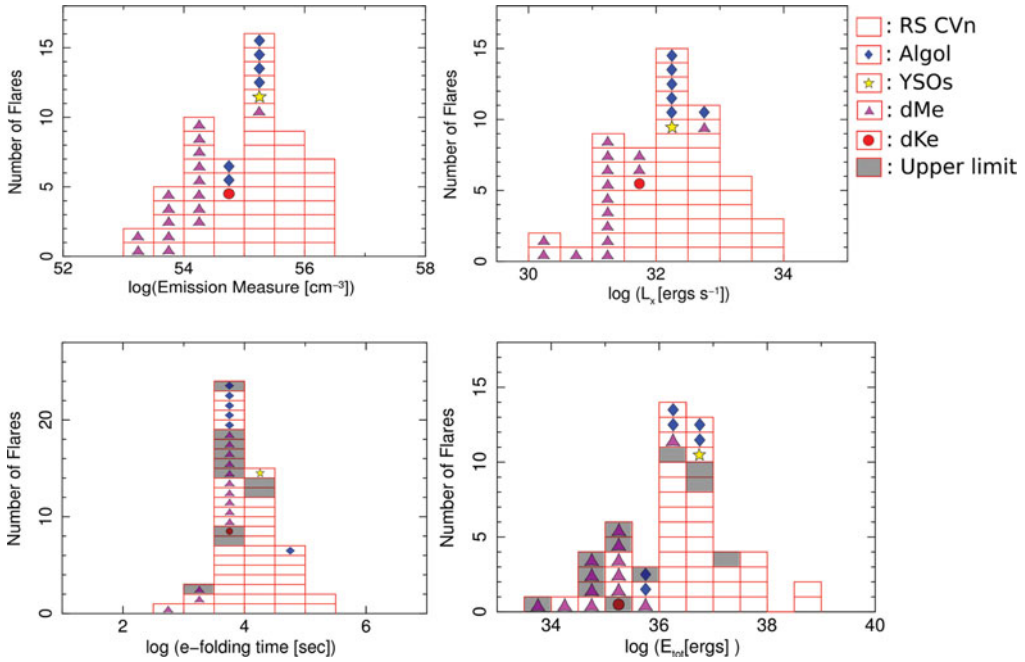 Number of Flares
15
10
5
0
52
54
56
58
log(Emission Measure [cm⁻³])
Number of Flares
15
10
5
0
30
32
34
log (Lx [ergs s⁻¹])
: RS CVn
: Algol
: YSOs
: dMe
: dKe
: Upper limit
Number of Flares
20
10
0
2
4
6
log (e-folding time [sec])
Number of Flares
15
10
5
0
34
36
38
40
log (Etot[ergs] )